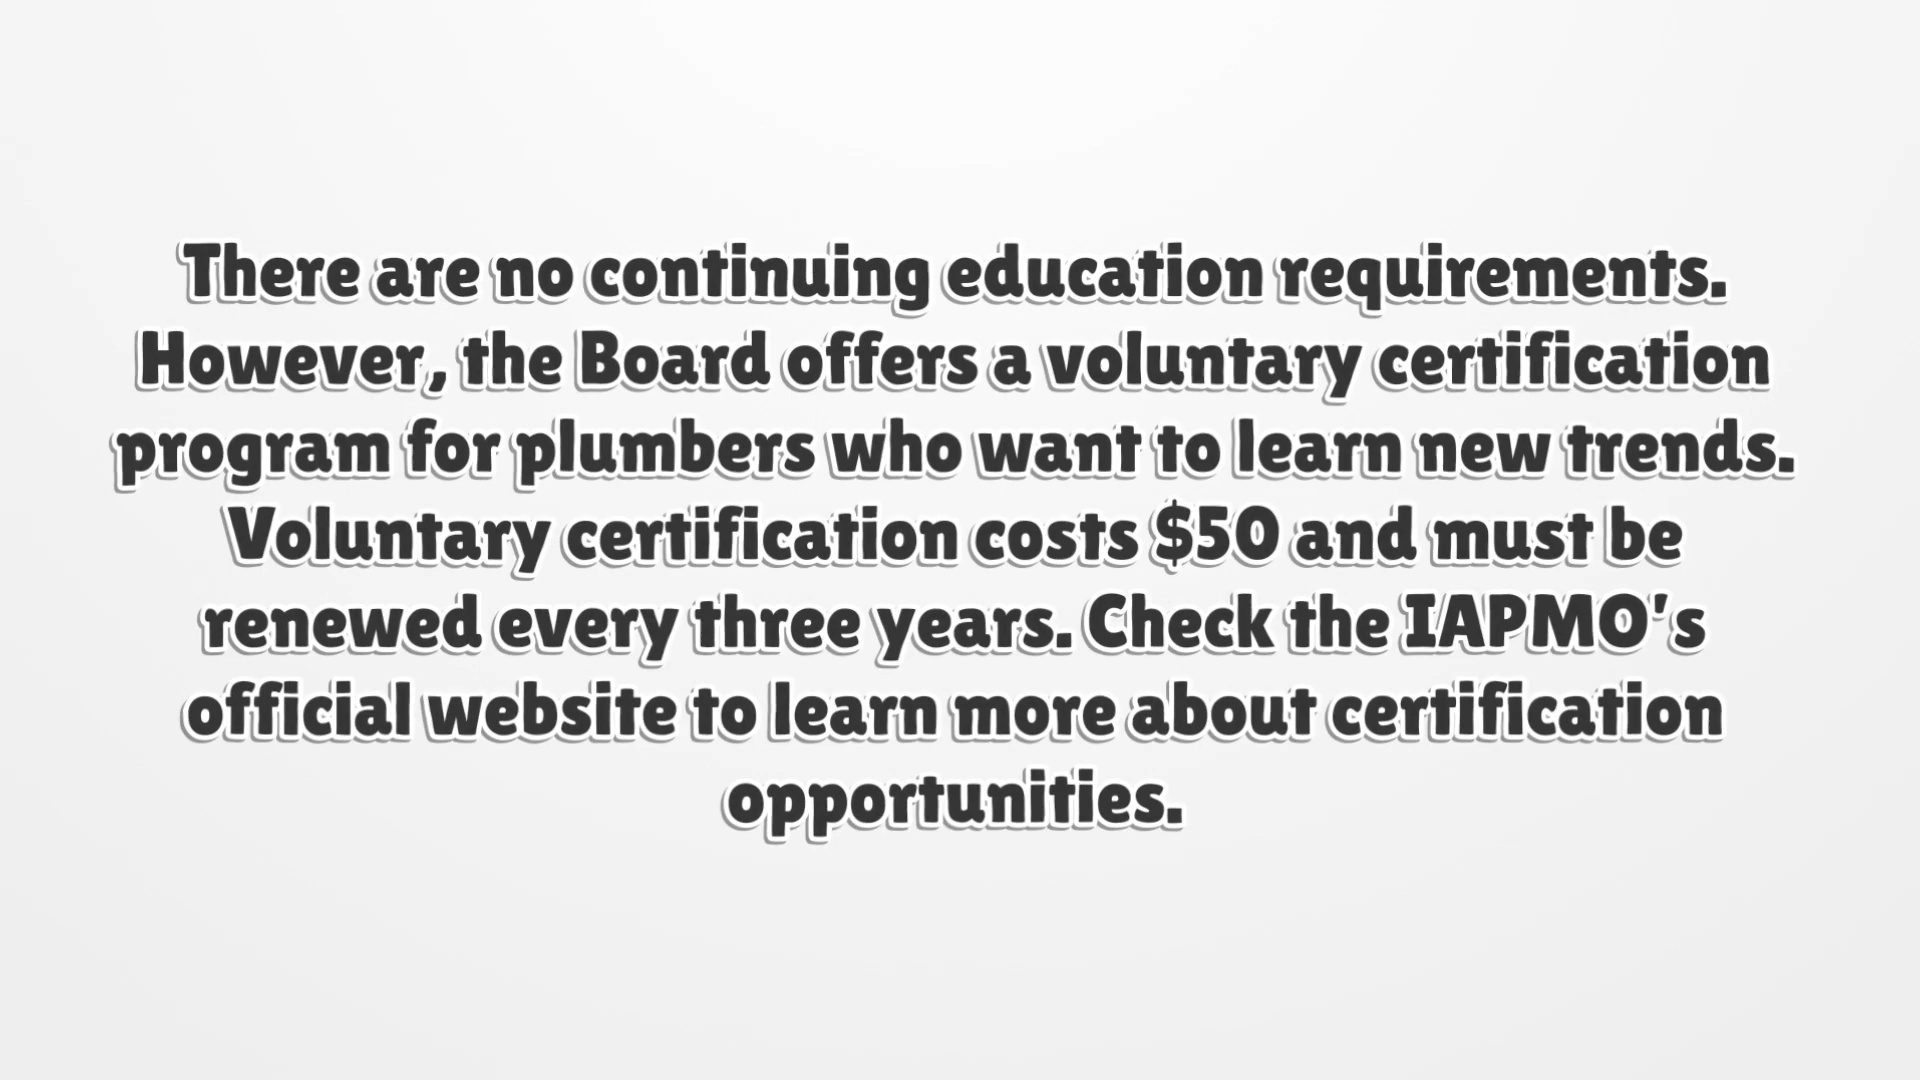 There are no continuing education requirements.
However, the Board offers a voluntary certification
program for plumbers who want to learn new trends.
Voluntary certification costs $50 and must be
renewed every three years. Check the IAPMO's
official website to learn more about certification
opportunities.